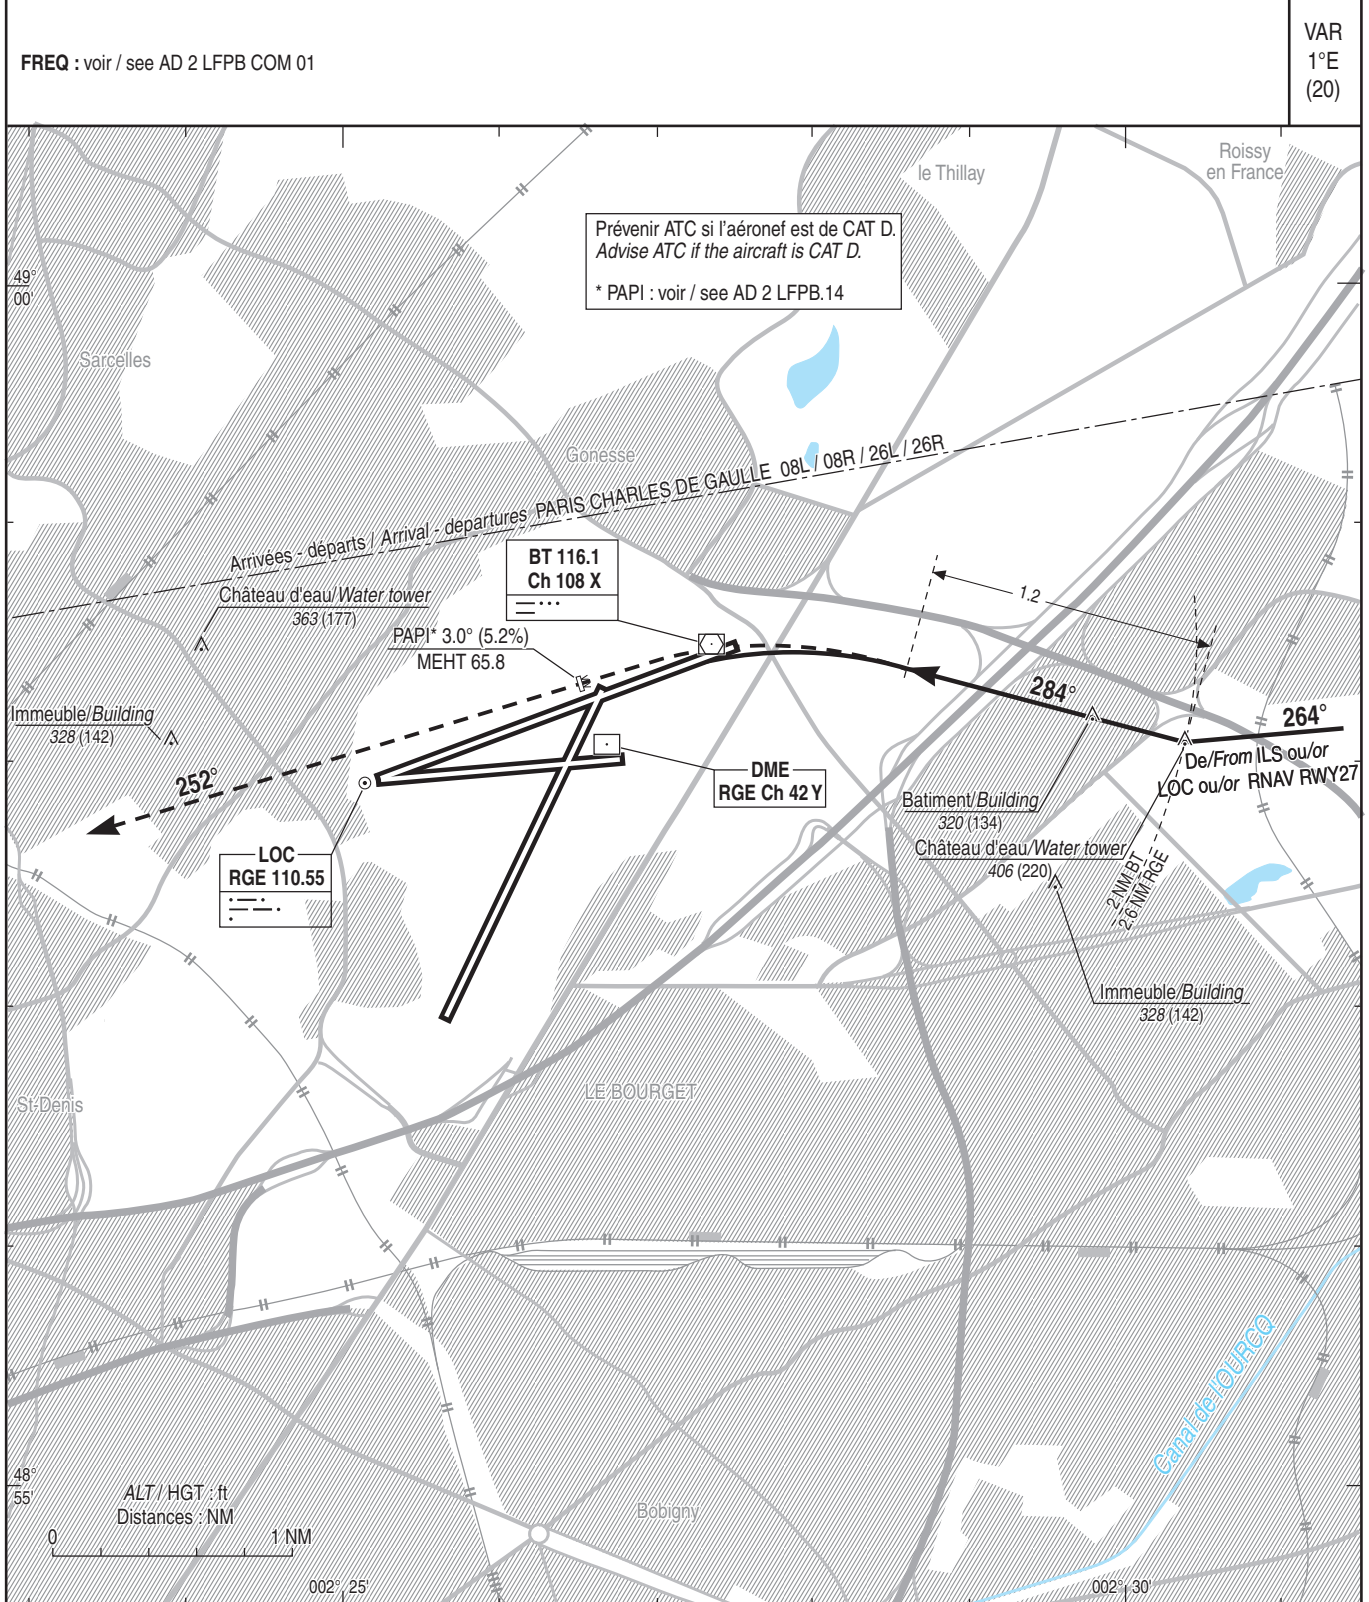 FREQ : voir / see AD 2 LFPB COM 01
VAR
1°E
(20)
le Thillay
Roissy
en France
Prévenir ATC si l'aéronef est de CAT D.
Advise ATC if the aircraft is CAT D.
* PAPI : voir / see AD 2 LFPB.14
49°
00'
Sarcelles
Gonesse
Arrivées - départs / Arrival - departures PARIS CHARLES DE GAULLE 08L / 08R / 26L / 26R
BT 116.1
Ch 108 X
Château d'eau/Water tower
363 (177)
PAPI* 3.0° (5.2%)
MEHT 65.8
1.2
Immeuble/Building
328 (142)
284°
264°
De/From ILS ou/or
LOC ou/or RNAV RWY27
252°
DME
RGE Ch 42 Y
Batiment/Building
320 (134)
Château d'eau/Water tower
406 (220)
2 NM BT
2.6 NM RGE
LOC
RGE 110.55
Immeuble/Building
328 (142)
St-Denis
LE BOURGET
Canal de l'OURCQ
48°
55'
ALT / HGT : ft
Distances : NM
0 1 NM
Bobigny
002° 25'
002° 30'